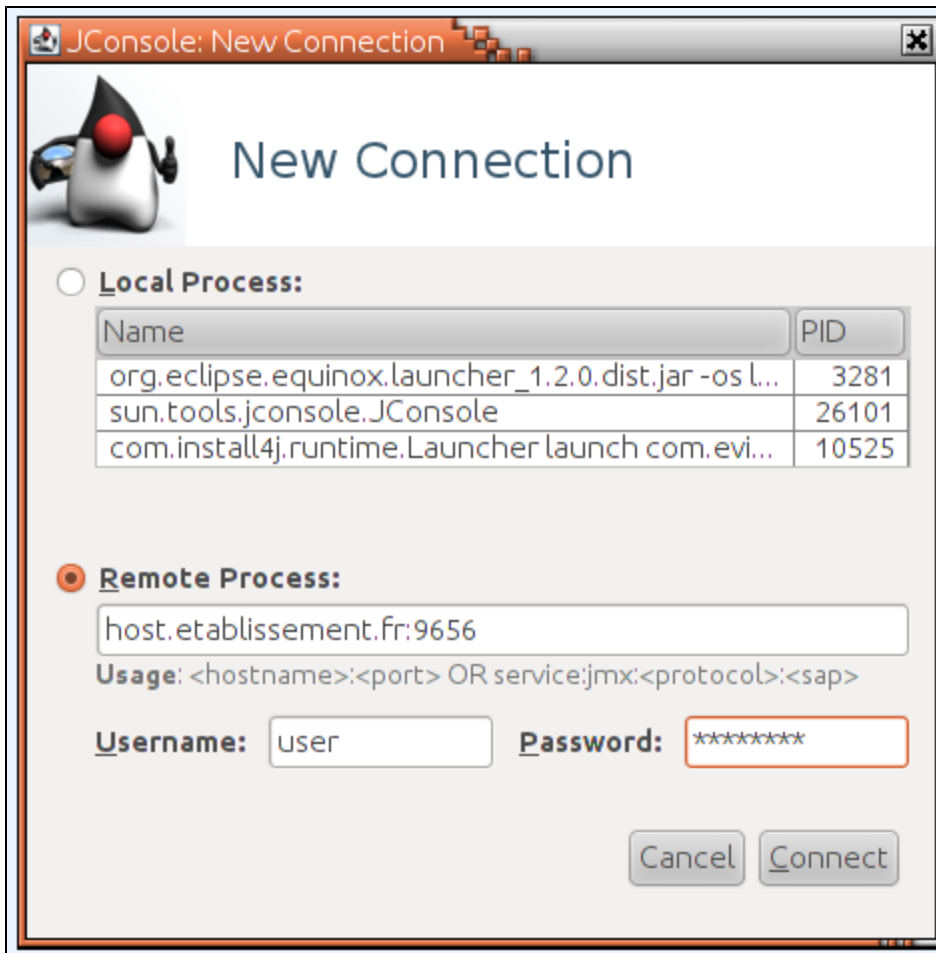 JConsole: New Connection
New Connection
Local Process:
Name PID
org.eclipse.equinox.launcher_1.2.0.dist.jar -os l... 3281
sun.tools.jconsole.JConsole 26101
com.install4j.runtime.Launcher launch com.evi... 10525
Remote Process:
host.etablissement.fr:9656
Usage: <hostname>:<port> OR service:jmx:<protocol>:<sap>
Username: user Password: ********
Cancel Connect